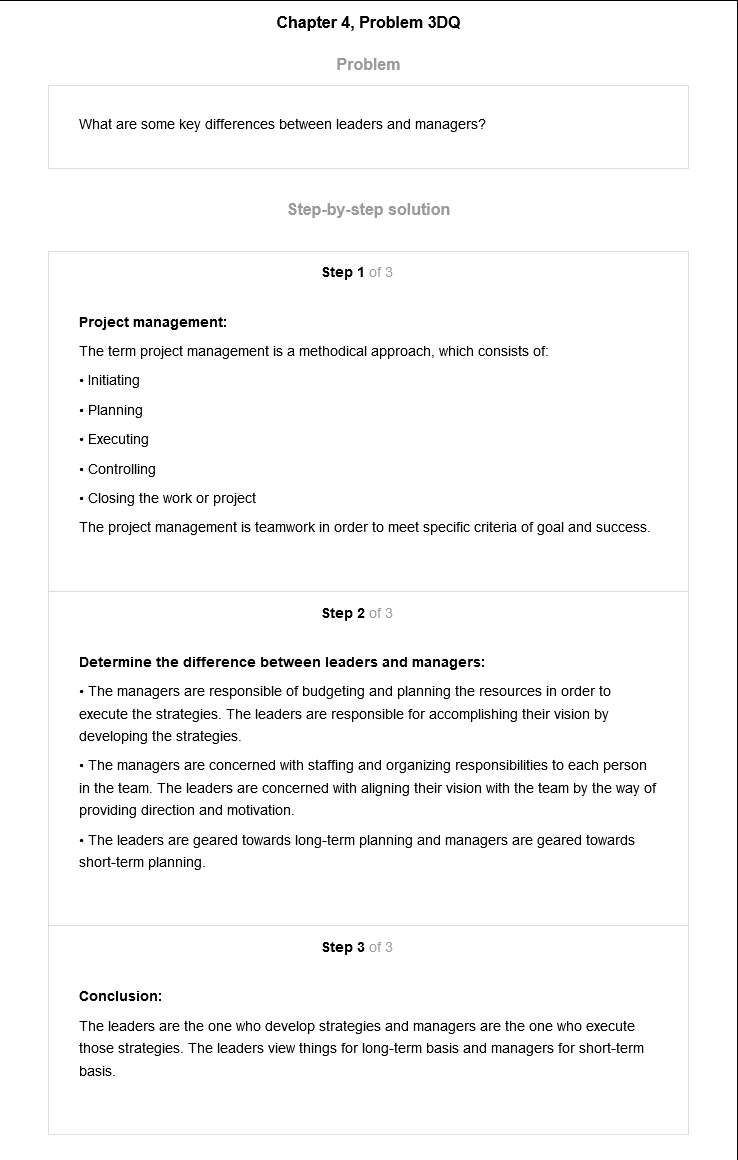 Chapter 4, Problem 3DQ
Problem
What are some key differences between leaders and managers?
Step-by-step solution
Step 1 of 3
Project management:
The term project management is a methodical approach, which consists of:
• Initiating
• Planning
• Executing
• Controlling
• Closing the work or project
The project management is teamwork in order to meet specific criteria of goal and success.
Step 2 of 3
Determine the difference between leaders and managers:
• The managers are responsible of budgeting and planning the resources in order to
execute the strategies. The leaders are responsible for accomplishing their vision by
developing the strategies.
• The managers are concerned with staffing and organizing responsibilities to each person
in the team. The leaders are concerned with aligning their vision with the team by the way of
providing direction and motivation.
• The leaders are geared towards long-term planning and managers are geared towards
short-term planning.
Step 3 of 3
Conclusion:
The leaders are the one who develop strategies and managers are the one who execute
those strategies. The leaders view things for long-term basis and managers for short-term
basis.